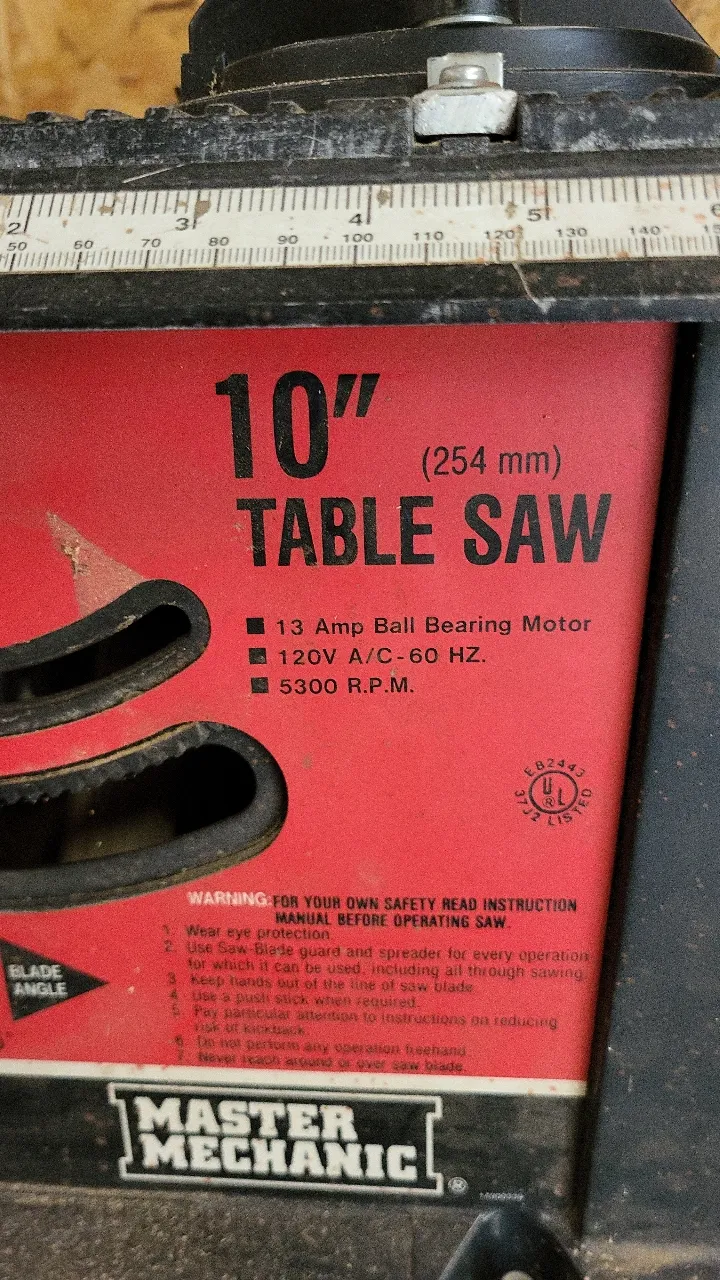 2 3 4 5 6
50 60 70 80 90 100 110 120 130 140
10"
(254 mm)
TABLE SAW
■ 13 Amp Ball Bearing Motor
■ 120V A/C-60 HZ.
■ 5300 R.P.M.
EB2443
UL
®
37J2 LISTED
WARNING: FOR YOUR OWN SAFETY READ INSTRUCTION
MANUAL BEFORE OPERATING SAW.
1. Wear eye protection.
2. Use Saw-Blade guard and spreader for every operation
for which it can be used, including all through sawing.
3. Keep hands out of the line of saw blade.
4. Use a push stick when required.
5. Pay particular attention to instructions on reducing
risk of kickback.
6. Do not perform any operation freehand.
7. Never reach around or over saw blade.
BLADE
ANGLE
MASTER
MECHANIC ®